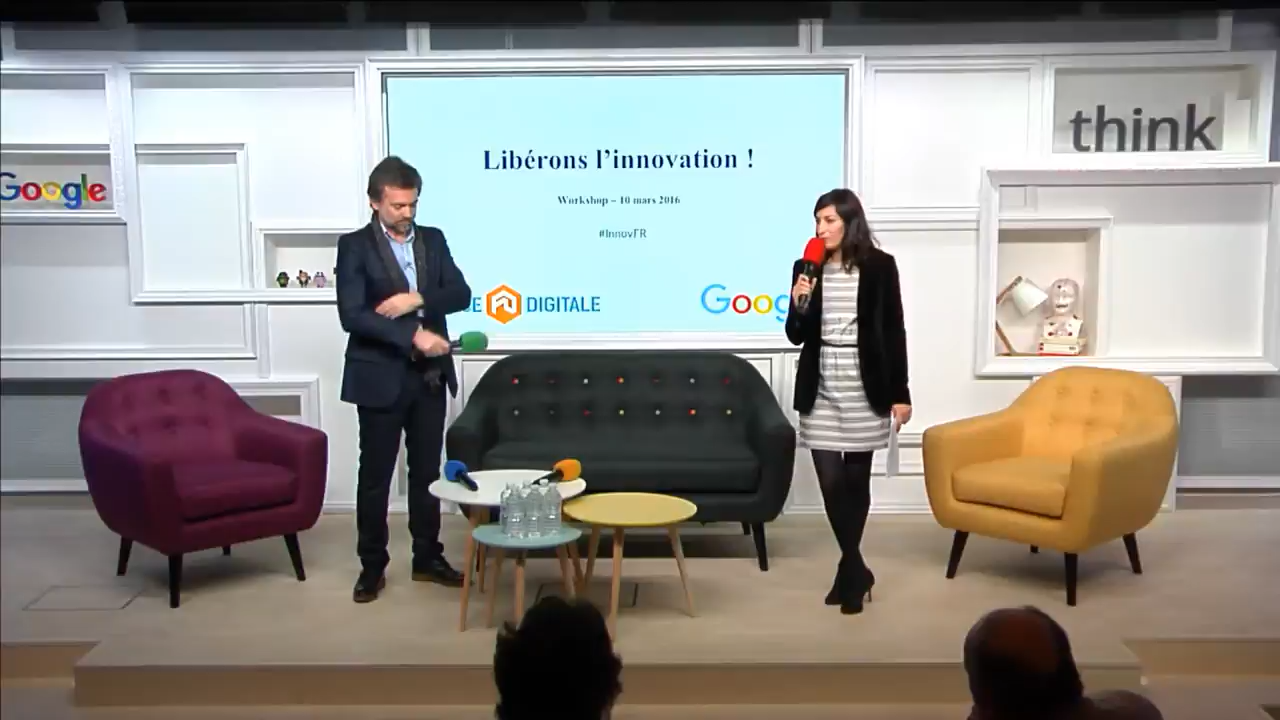 think
Google
Libérons l'innovation !
Workshop – 10 mars 2016
#InnovFR
DIGITALE
Goog